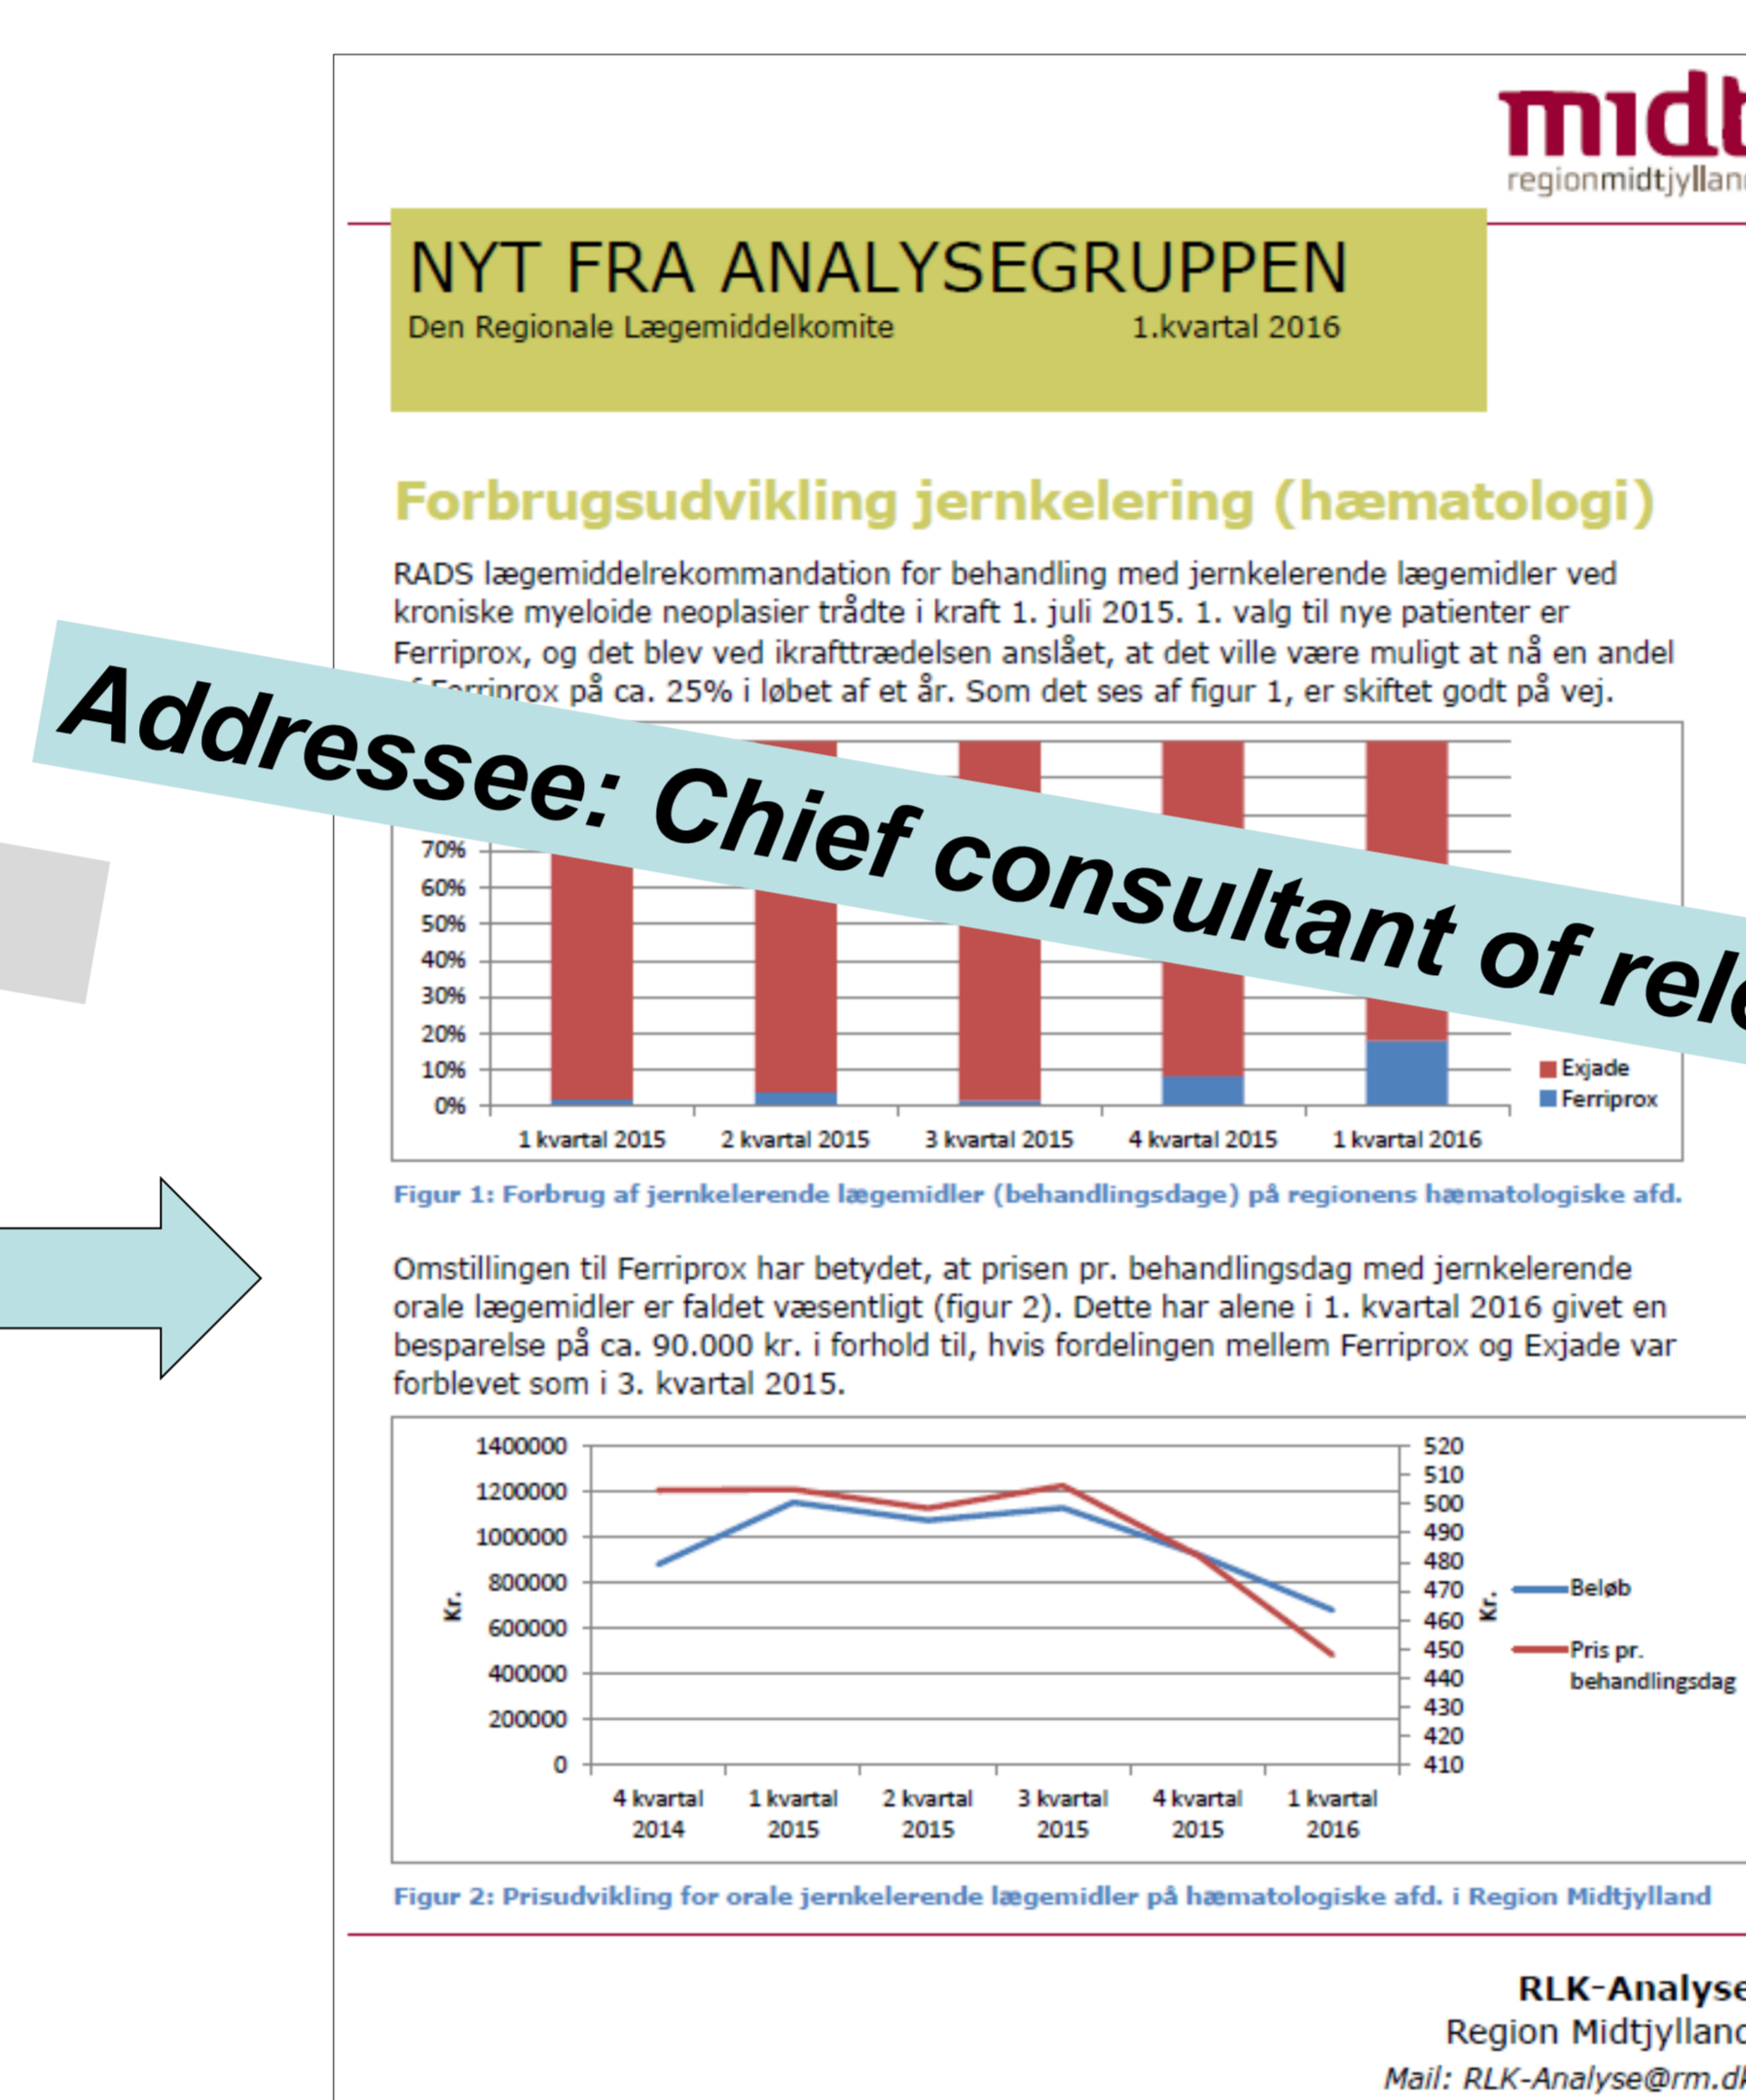 midt
regionmidtjylland
NYT FRA ANALYSEGRUPPEN
Den Regionale Lægemiddelkomite 1.kvartal 2016
Forbrugsudvikling jernkelering (hæmatologi)
RADS lægemiddelrekommandation for behandling med jernkelerende lægemidler ved
kroniske myeloide neoplasier trådte i kraft 1. juli 2015. 1. valg til nye patienter er
Ferriprox, og det blev ved ikrafttrædelsen anslået, at det ville være muligt at nå en andel
af Ferriprox på ca. 25% i løbet af et år. Som det ses af figur 1, er skiftet godt på vej.
Addressee: Chief consultant of rele
70%
60%
50%
40%
30%
20%
10%
0%
Exjade
Ferriprox
1 kvartal 2015 2 kvartal 2015 3 kvartal 2015 4 kvartal 2015 1 kvartal 2016
Figur 1: Forbrug af jernkelerende lægemidler (behandlingsdage) på regionens hæmatologiske afd.
Omstillingen til Ferriprox har betydet, at prisen pr. behandlingsdag med jernkelerende
orale lægemidler er faldet væsentligt (figur 2). Dette har alene i 1. kvartal 2016 givet en
besparelse på ca. 90.000 kr. i forhold til, hvis fordelingen mellem Ferriprox og Exjade var
forblevet som i 3. kvartal 2015.
1400000
1200000
1000000
800000
600000
400000
200000
0
Kr.
520
510
500
490
480
470
460
450
440
430
420
410
Kr.
Beløb
Pris pr.
behandlingsdag
4 kvartal 1 kvartal 2 kvartal 3 kvartal 4 kvartal 1 kvartal
2014 2015 2015 2015 2015 2016
Figur 2: Prisudvikling for orale jernkelerende lægemidler på hæmatologiske afd. i Region Midtjylland
RLK-Analyse
Region Midtjylland
Mail: RLK-Analyse@rm.dk